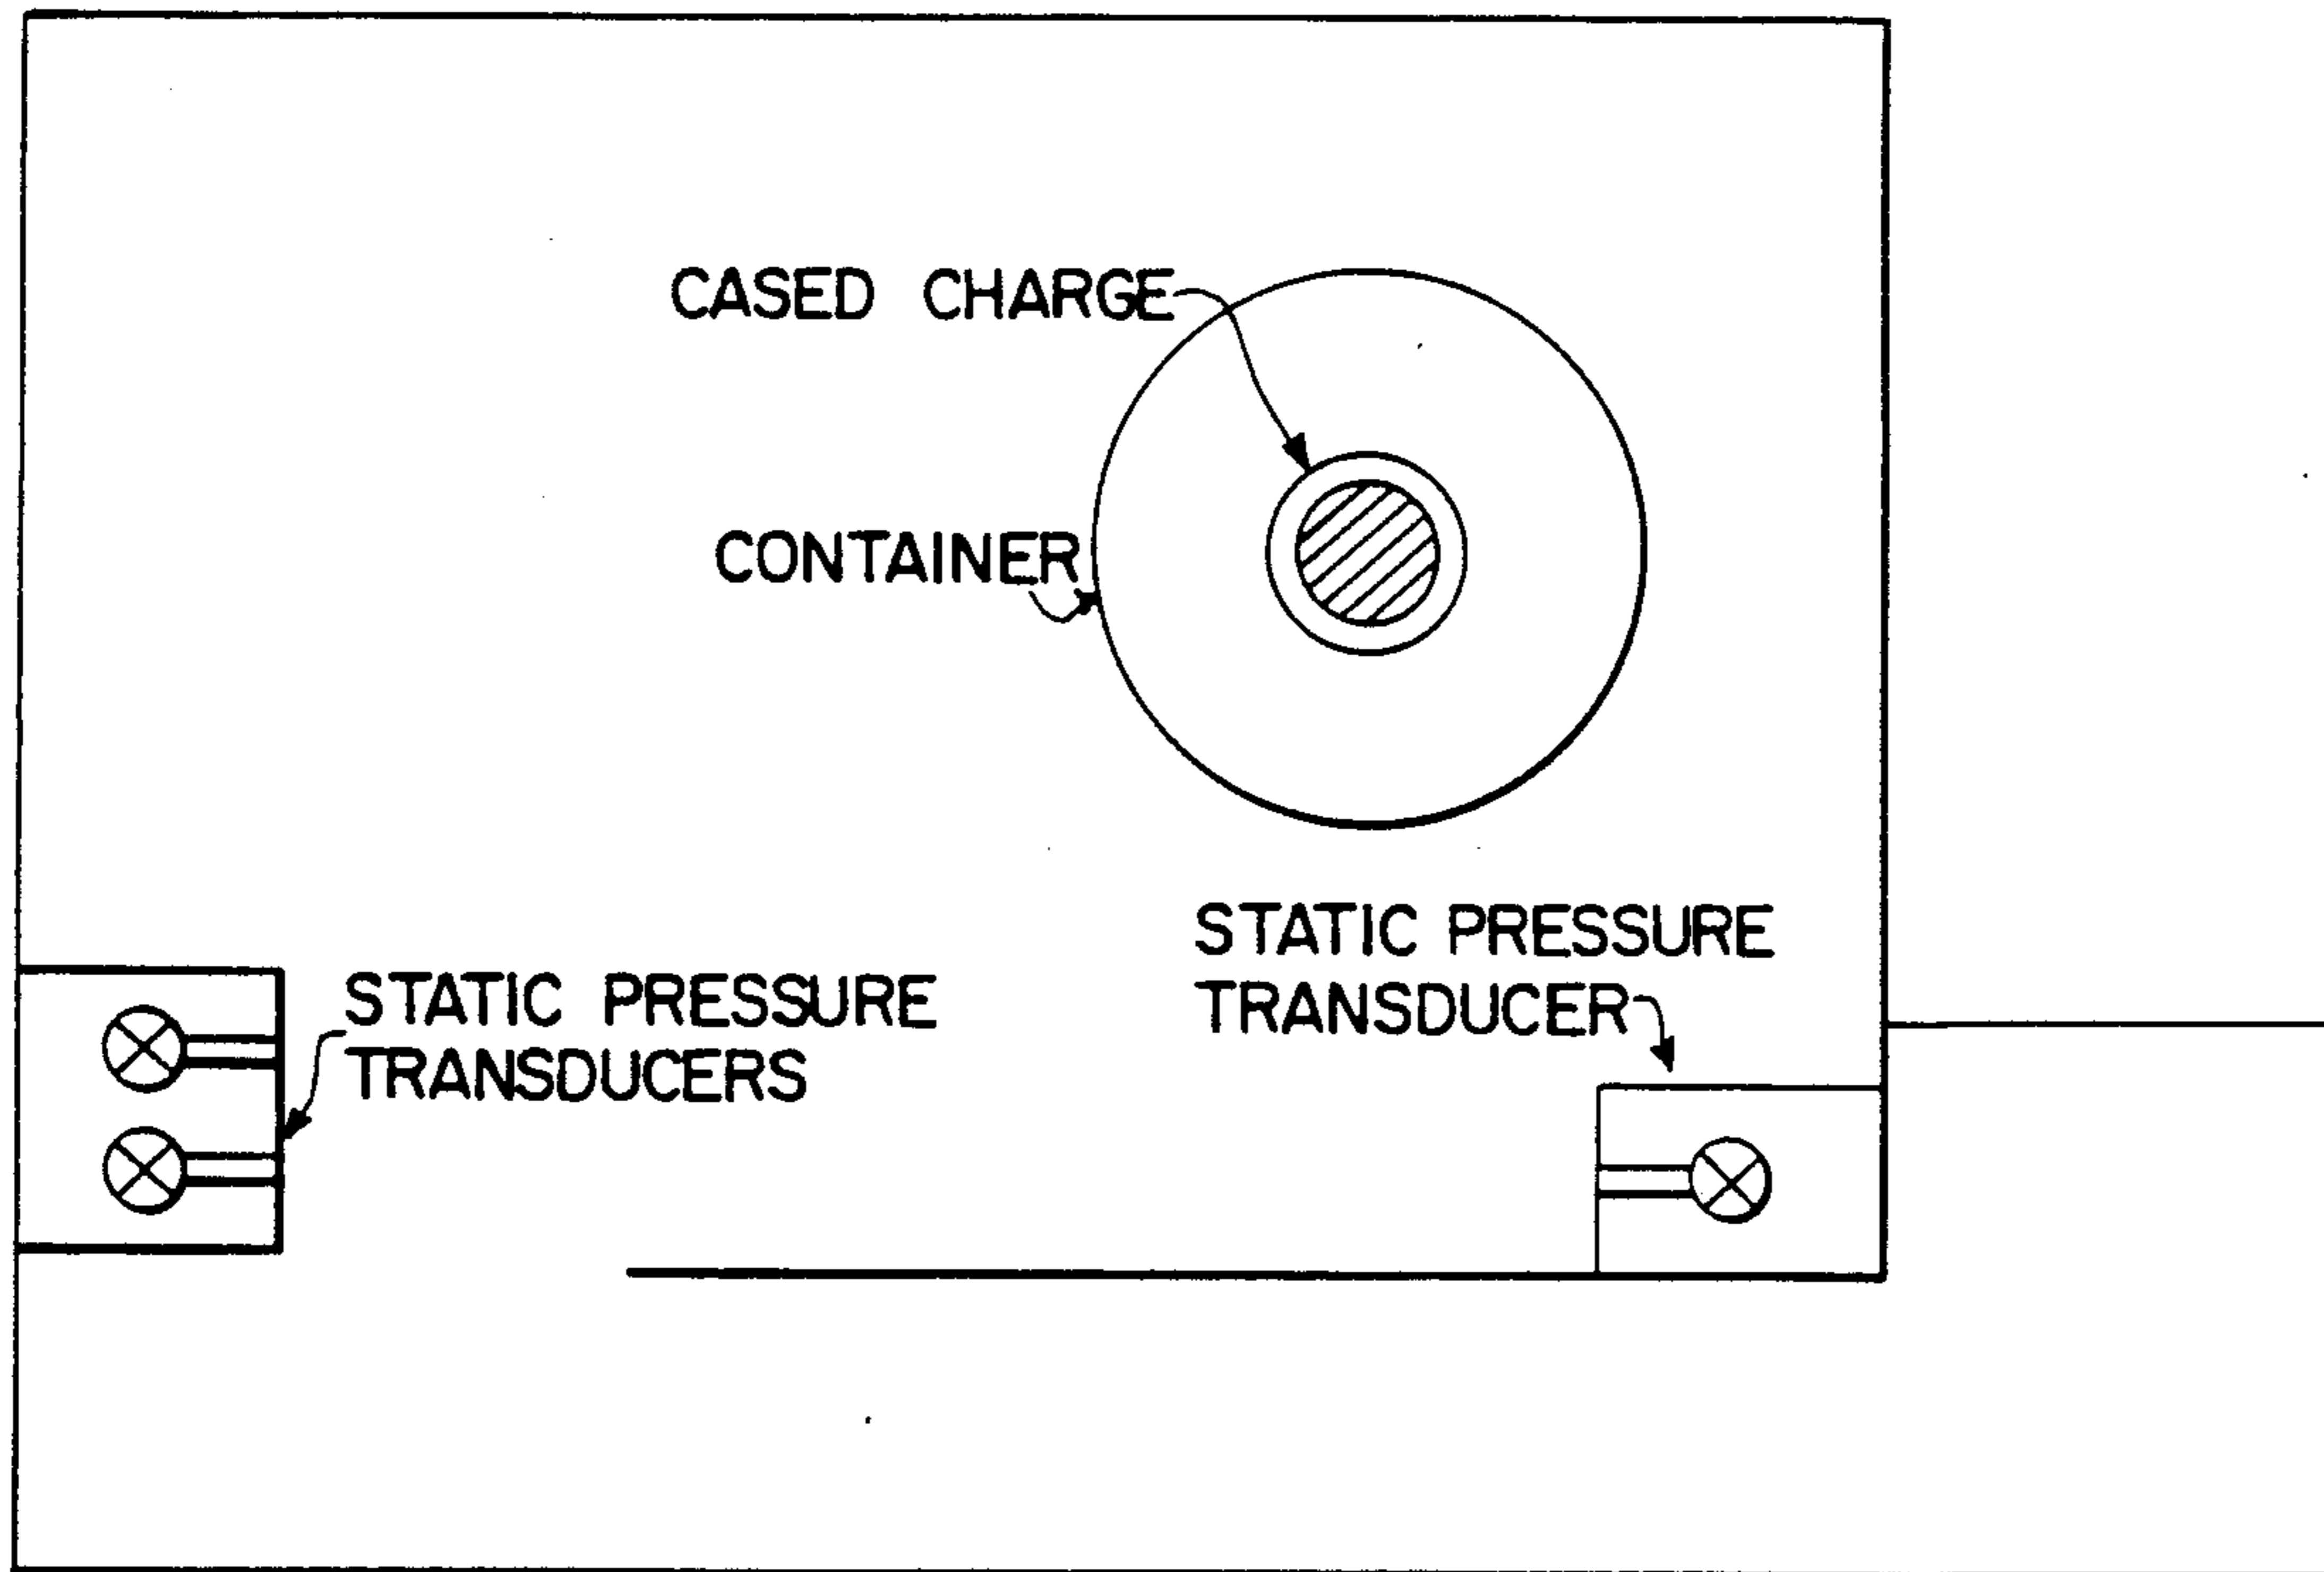 CASED CHARGE
CONTAINER
STATIC PRESSURE
TRANSDUCER
STATIC PRESSURE
TRANSDUCERS